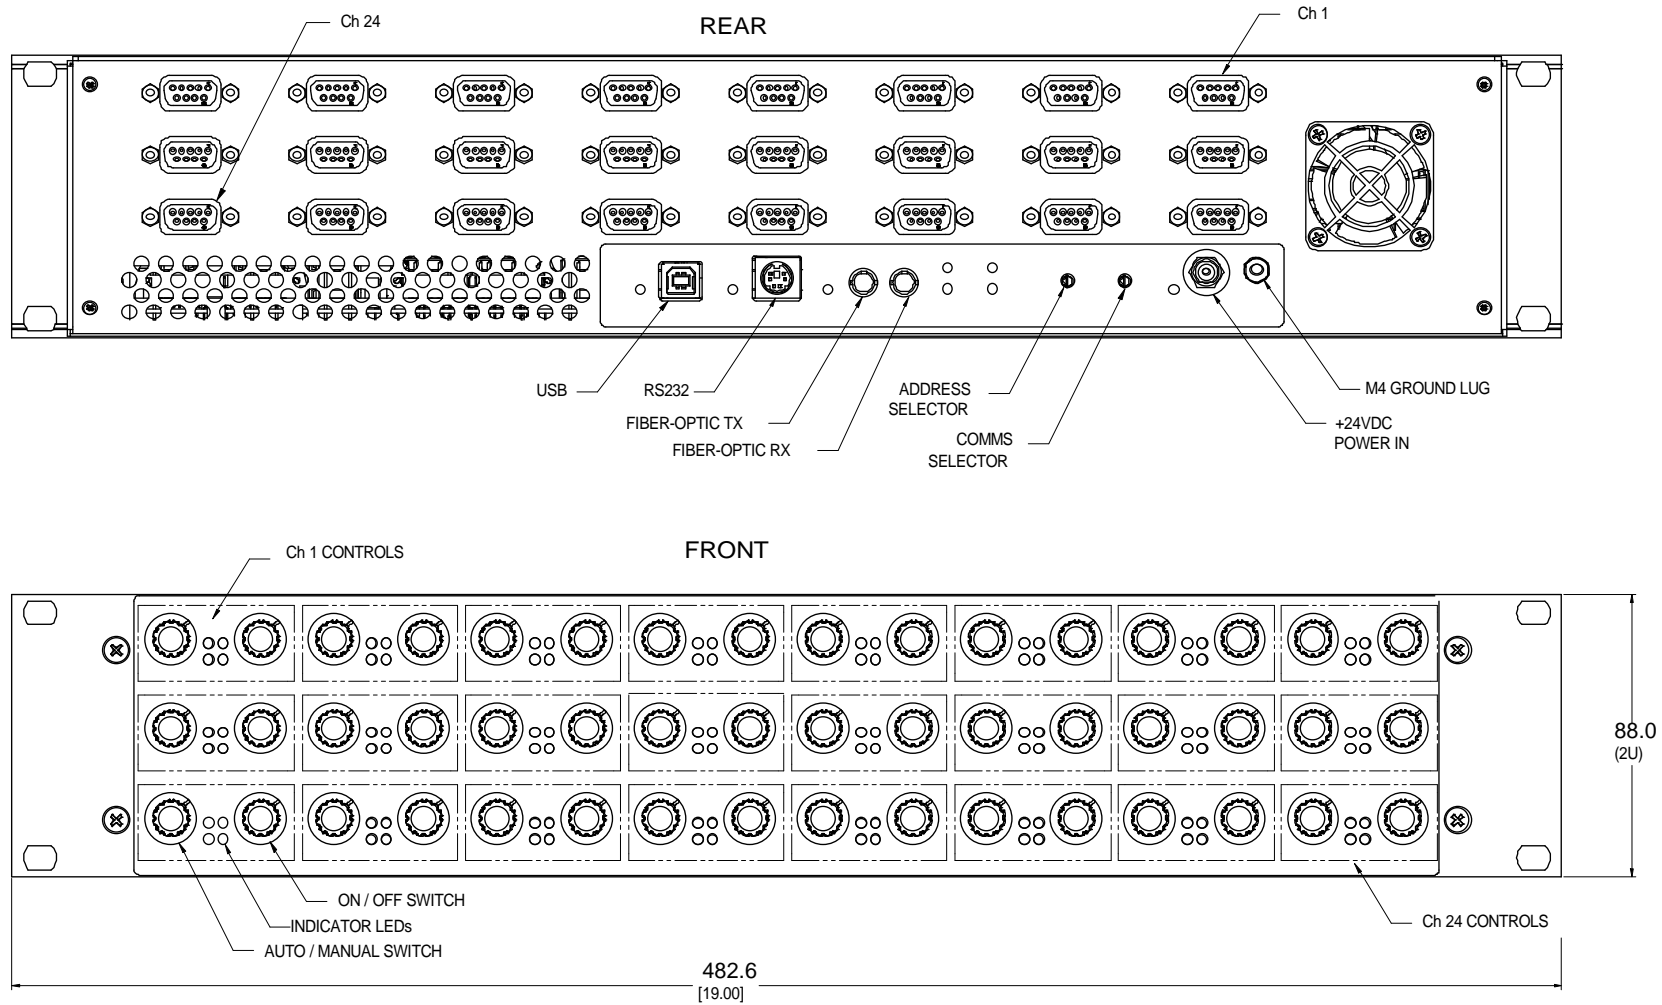 Ch 24
REAR
Ch 1
USB
RS232
ADDRESS
SELECTOR
M4 GROUND LUG
FIBER-OPTIC TX
+24VDC
POWER IN
FIBER-OPTIC RX
COMMS
SELECTOR
Ch 1 CONTROLS
FRONT
88.0
(2U)
ON / OFF SWITCH
INDICATOR LEDs
AUTO / MANUAL SWITCH
Ch 24 CONTROLS
482.6
[19.00]